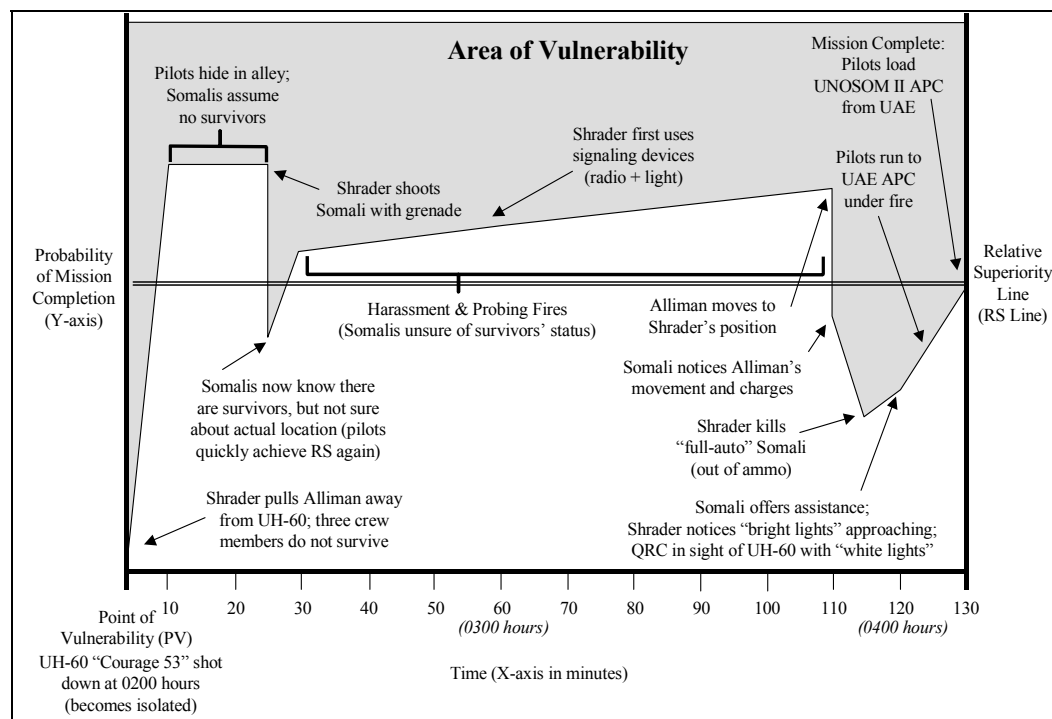 Area of Vulnerability
Mission Complete:
Pilots load
UNOSOM II APC
from UAE
Pilots hide in alley;
Somalis assume
no survivors
Shrader first uses
signaling devices
(radio + light)
Pilots run to
UAE APC
under fire
Shrader shoots
Somali with grenade
Probability
of Mission
Completion
(Y-axis)
Relative
Superiority
Line
(RS Line)
Harassment & Probing Fires
(Somalis unsure of survivors’ status)
Alliman moves to
Shrader’s position
Somali notices Alliman’s
movement and charges
Somalis now know there
are survivors, but not sure
about actual location (pilots
quickly achieve RS again)
Shrader kills
“full-auto” Somali
(out of ammo)
Shrader pulls Alliman away
from UH-60; three crew
members do not survive
Somali offers assistance;
Shrader notices “bright lights” approaching;
QRC in sight of UH-60 with “white lights”
10 20 30 40 50 60 70 80 90 100 110 120 130
(0300 hours) (0400 hours)
Point of
Vulnerability (PV)
UH-60 “Courage 53” shot
down at 0200 hours
(becomes isolated)
Time (X-axis in minutes)